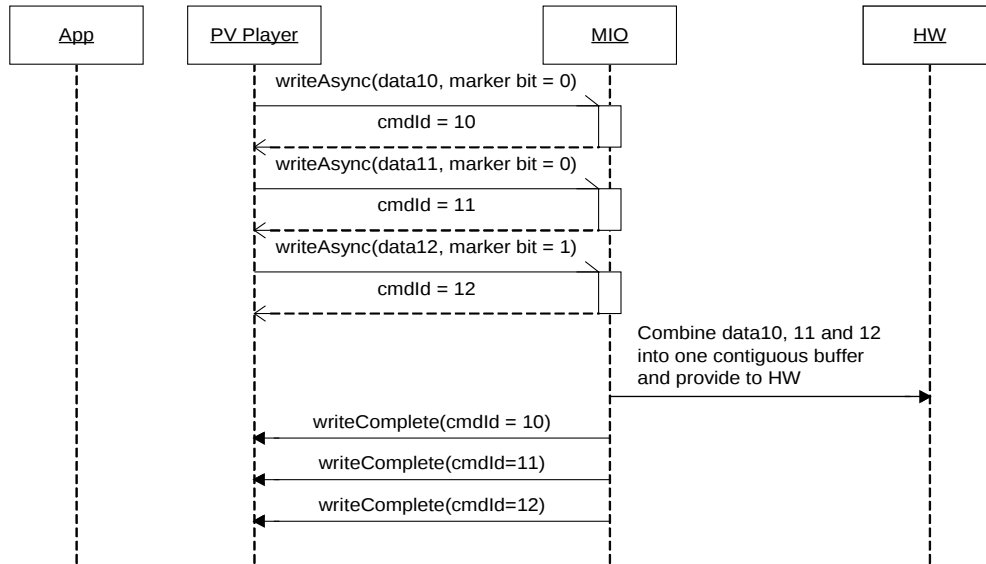 App
PV Player
MIO
HW
writeAsync(data10, marker bit = 0)
cmdId = 10
writeAsync(data11, marker bit = 0)
cmdId = 11
writeAsync(data12, marker bit = 1)
cmdId = 12
Combine data10, 11 and 12
into one contiguous buffer
and provide to HW
writeComplete(cmdId = 10)
writeComplete(cmdId=11)
writeComplete(cmdId=12)